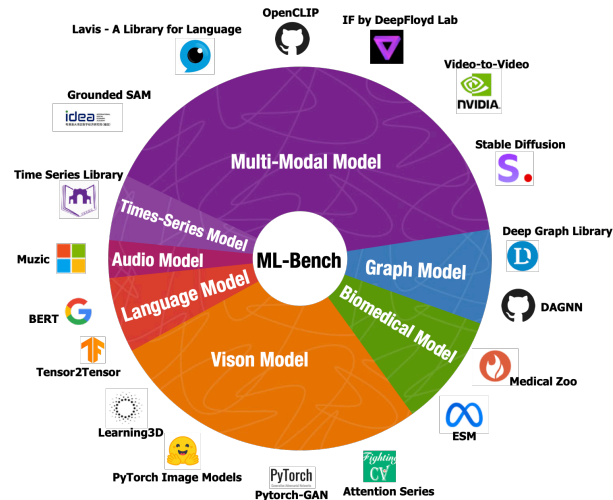 OpenCLIP
IF by DeepFloyd Lab
Lavis - A Library for Language
Video-to-Video
NVIDIA.
Grounded SAM
idea
Stable Diffusion
S.
Multi-Modal Model
Time Series Library
Times-Series Model
Deep Graph Library
D
Muzic
Audio Model
ML-Bench
Graph Model
Language Model
Biomedical Model
DAGNN
BERT
G
Tensor2Tensor
Vison Model
Medical Zoo
Learning3D
ESM
PyTorch Image Models
PyTorch
Pytorch-GAN
Fighting
CV
Attention Series